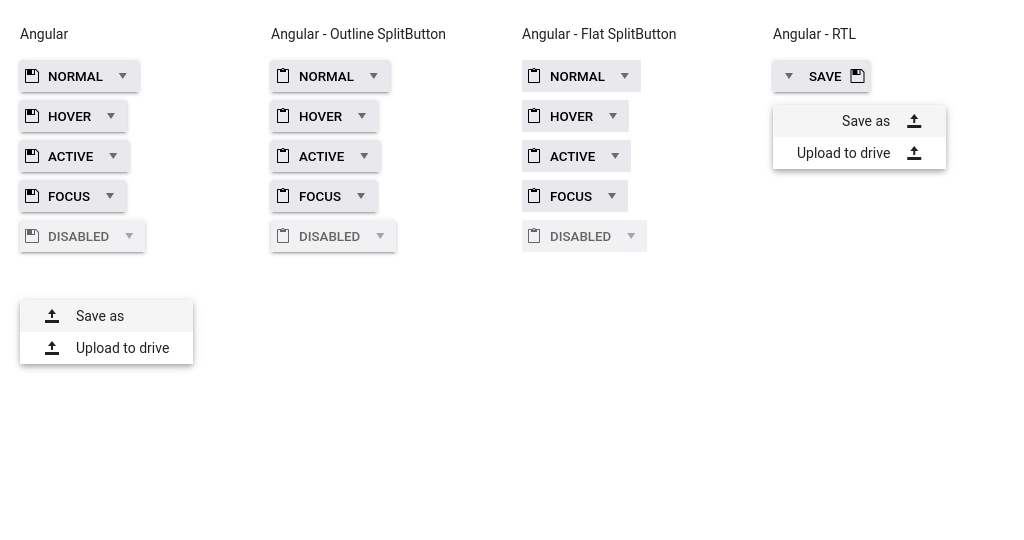 Angular
NORMAL
HOVER
ACTIVE
FOCUS
DISABLED
Save as
Upload to drive
Angular - Outline SplitButton
NORMAL
HOVER
ACTIVE
FOCUS
DISABLED
Angular - Flat SplitButton
NORMAL
HOVER
ACTIVE
FOCUS
DISABLED
Angular - RTL
SAVE
Save as
Upload to drive